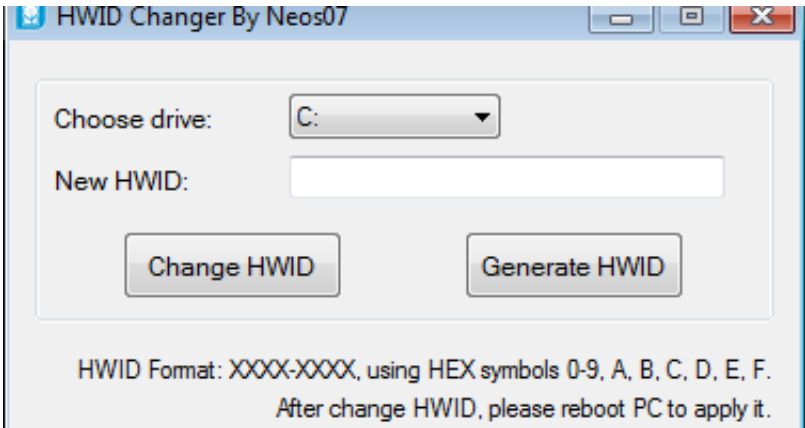 HWID Changer By Neos07
Choose drive: C:
New HWID:
Change HWID Generate HWID
HWID Format: XXXX-XXXX, using HEX symbols 0-9, A, B, C, D, E, F.
After change HWID, please reboot PC to apply it.